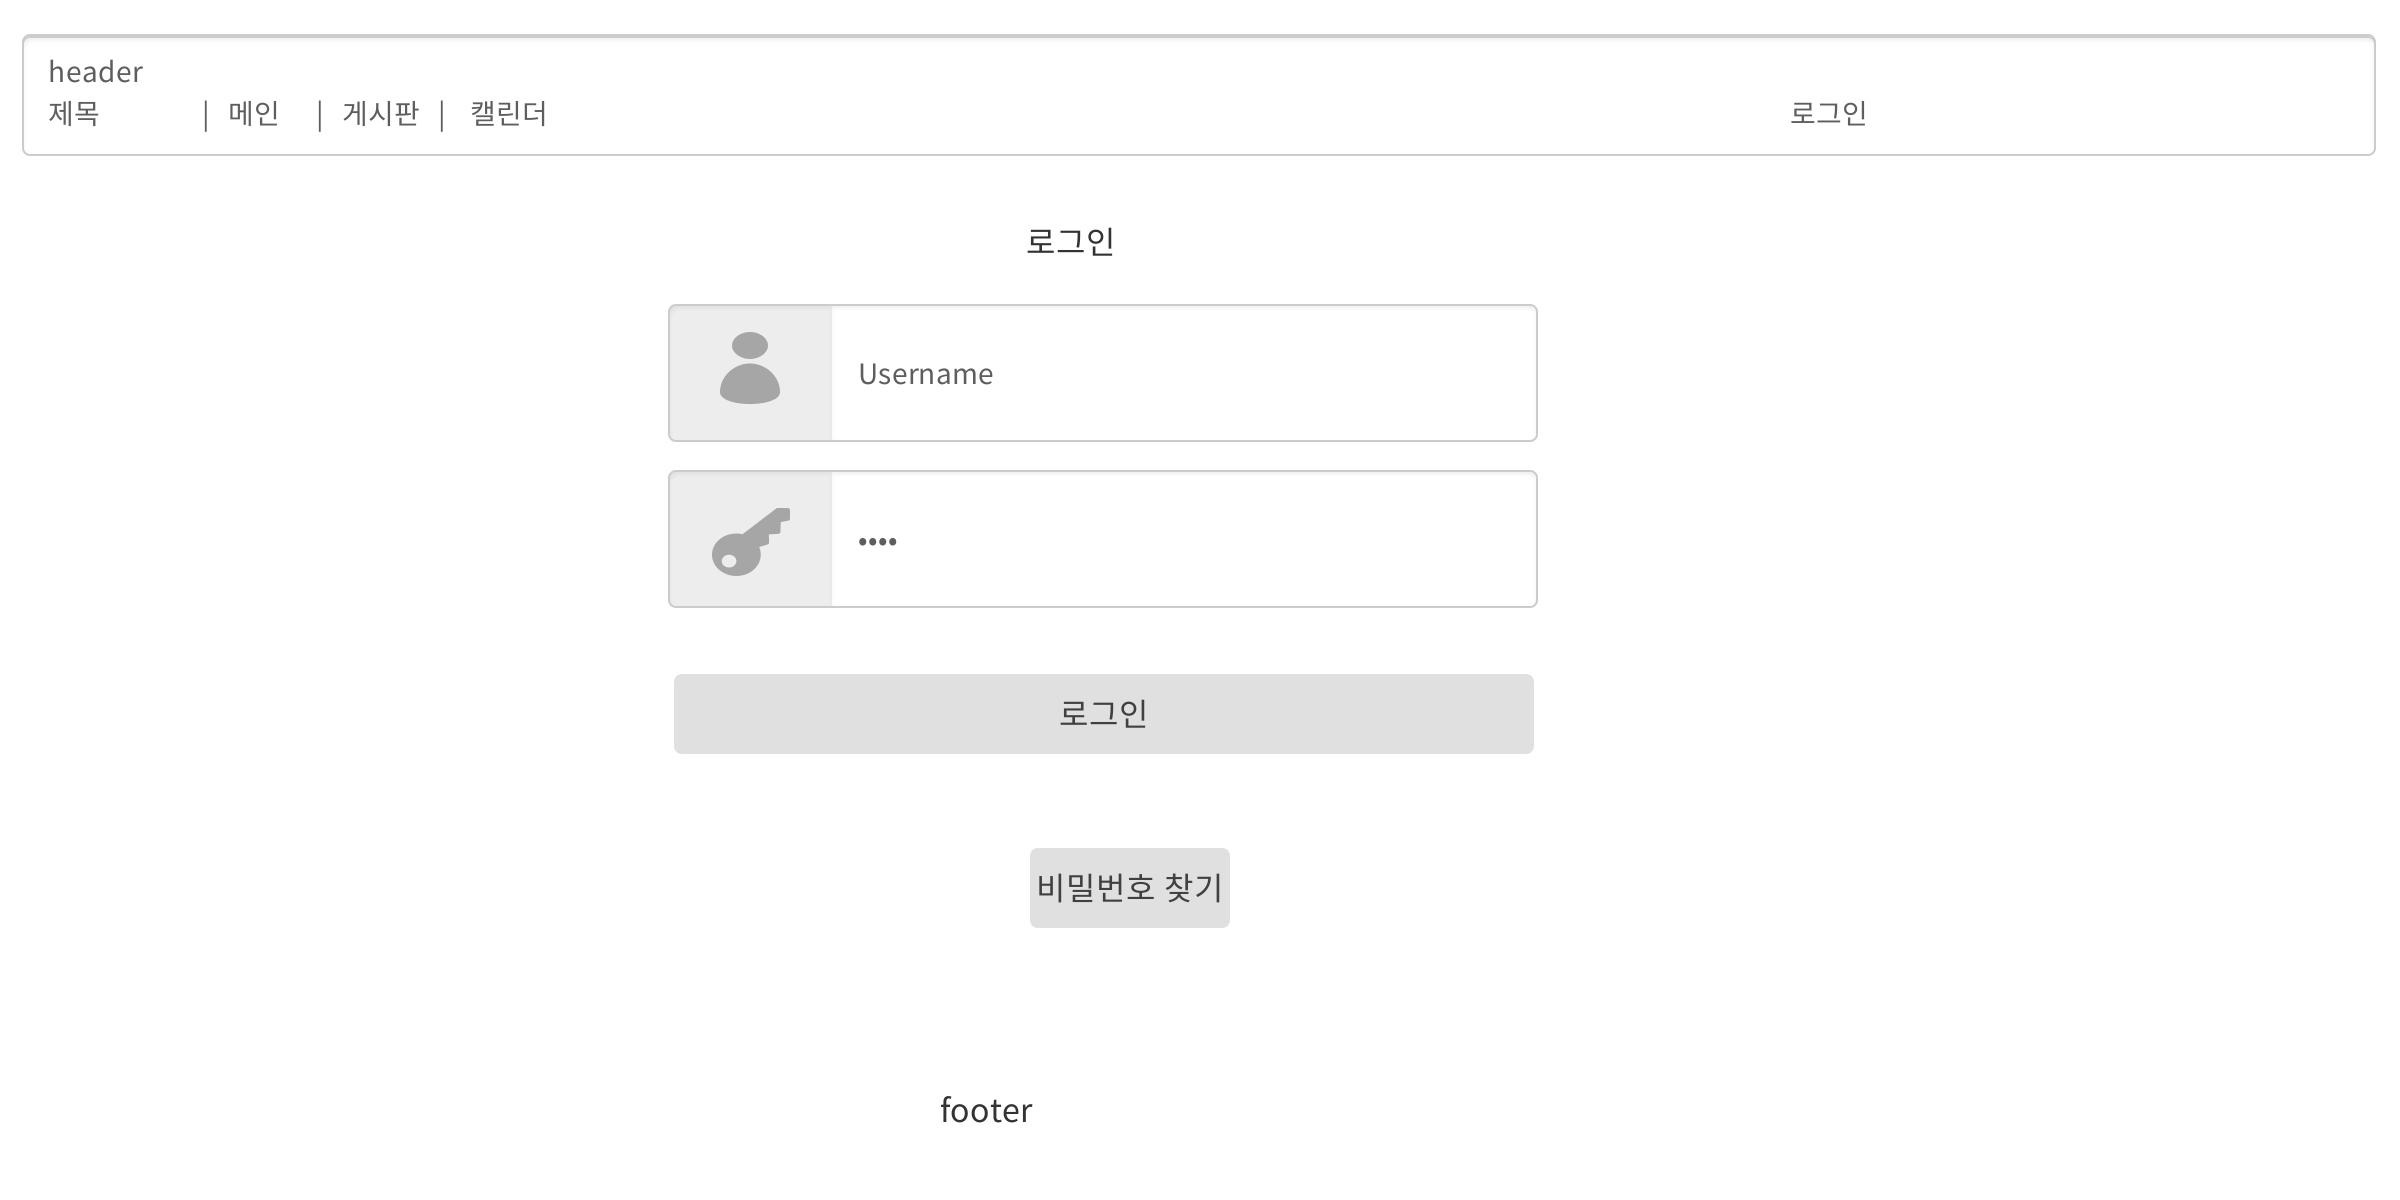 header
제목 | 메인 | 게시판 | 캘린더 로그인
로그인
Username
••••
로그인
비밀번호 찾기
footer